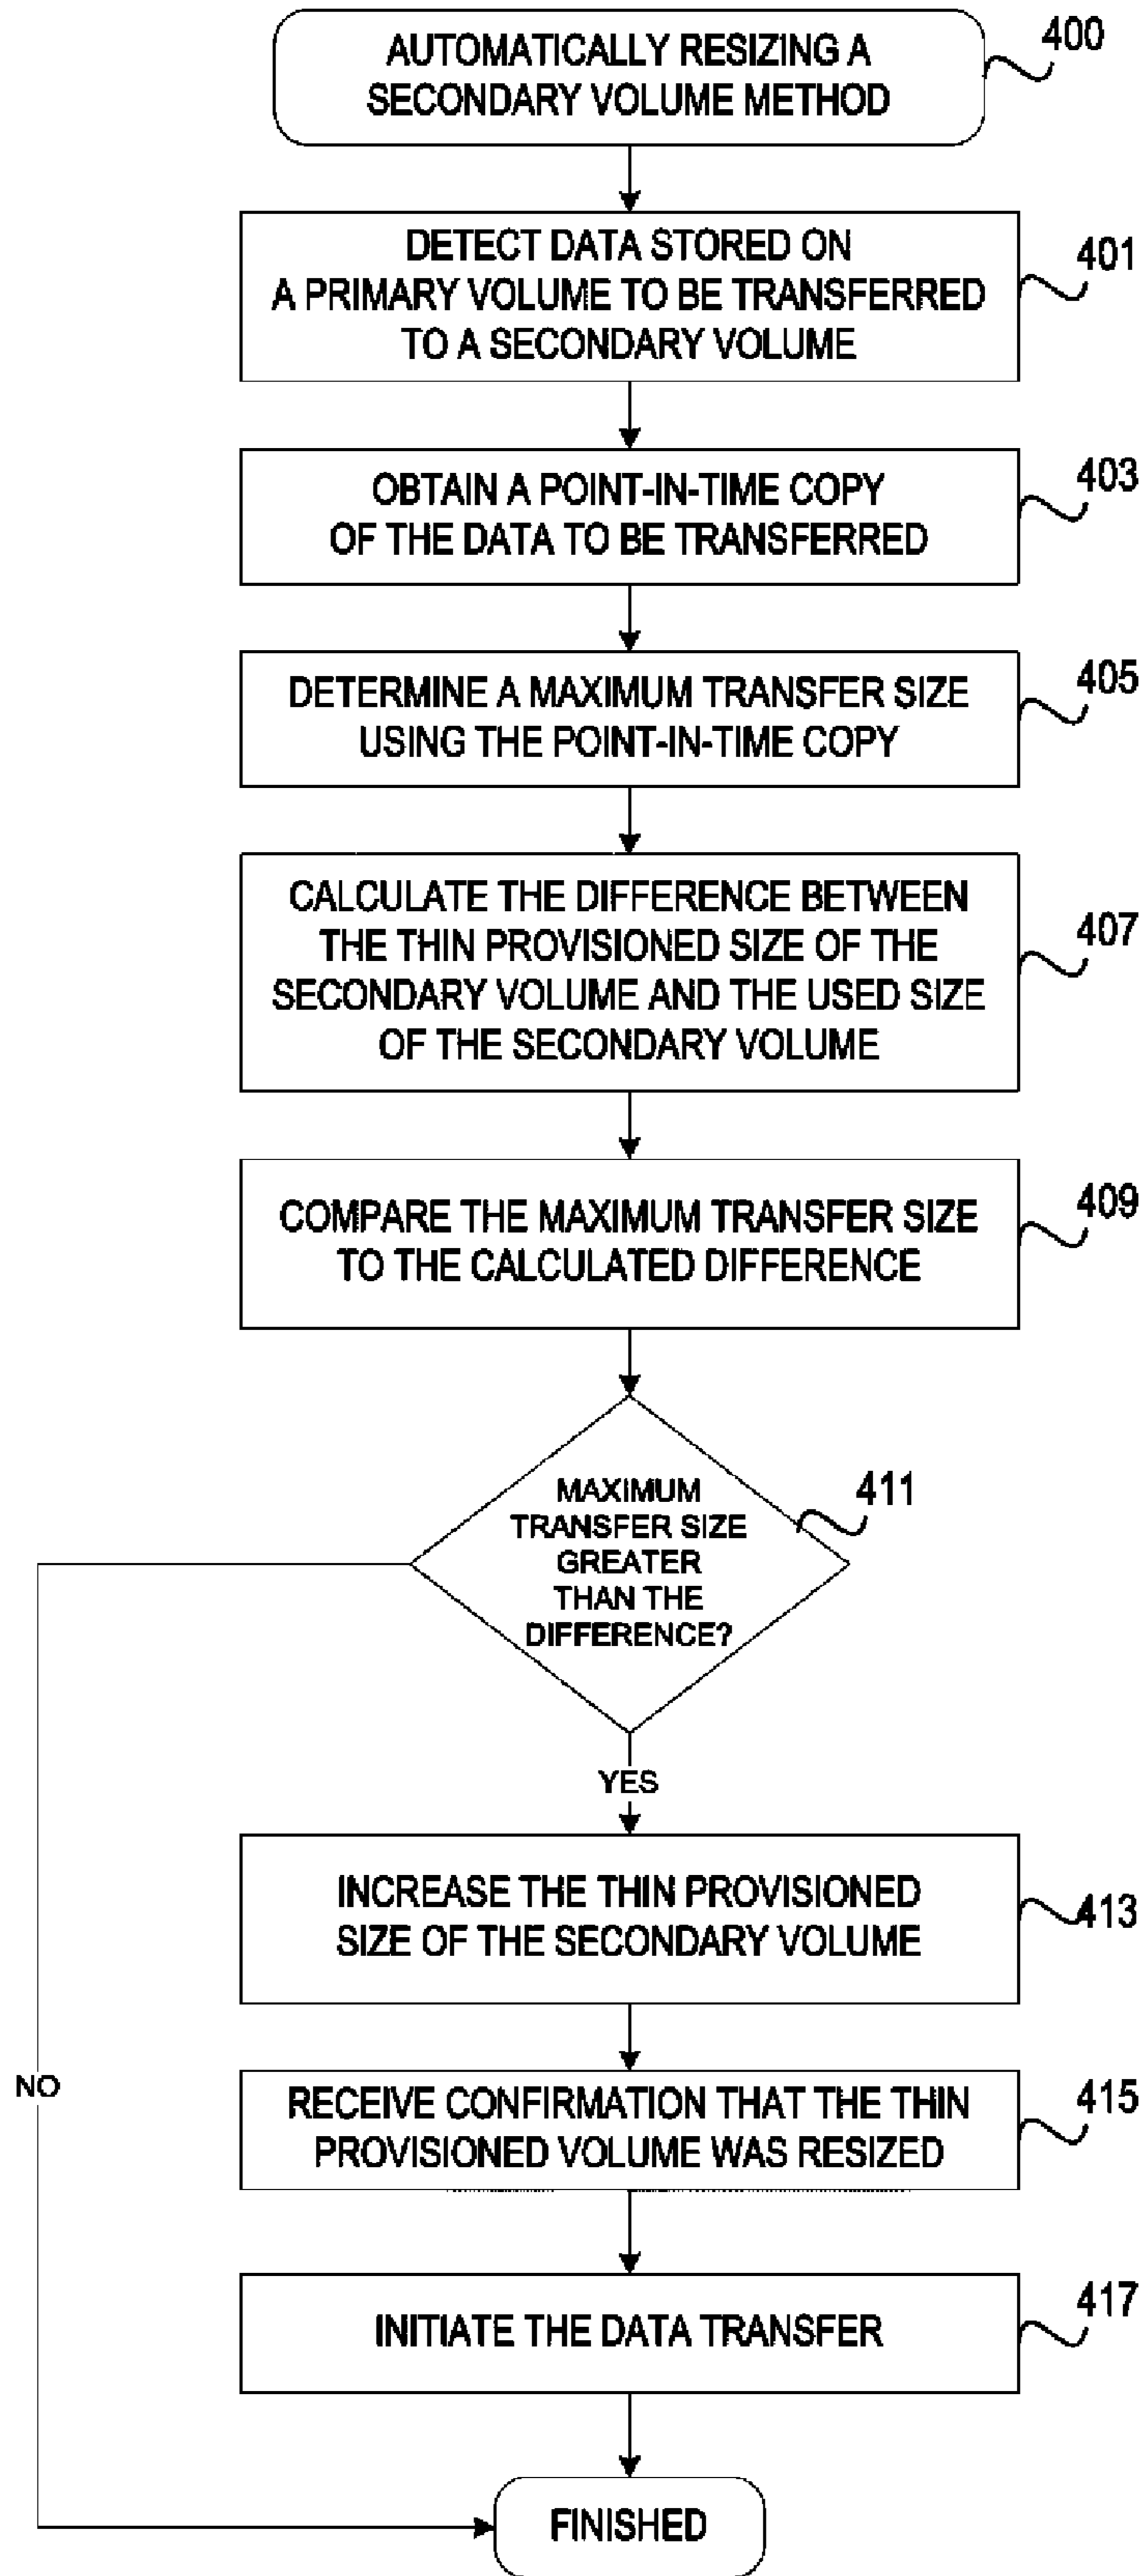 AUTOMATICALLY RESIZING A
SECONDARY VOLUME METHOD
400
DETECT DATA STORED ON
A PRIMARY VOLUME TO BE TRANSFERRED
TO A SECONDARY VOLUME
401
OBTAIN A POINT-IN-TIME COPY
OF THE DATA TO BE TRANSFERRED
403
DETERMINE A MAXIMUM TRANSFER SIZE
USING THE POINT-IN-TIME COPY
405
CALCULATE THE DIFFERENCE BETWEEN
THE THIN PROVISIONED SIZE OF THE
SECONDARY VOLUME AND THE USED SIZE
OF THE SECONDARY VOLUME
407
COMPARE THE MAXIMUM TRANSFER SIZE
TO THE CALCULATED DIFFERENCE
409
MAXIMUM
TRANSFER SIZE
GREATER
THAN THE
DIFFERENCE?
411
YES
INCREASE THE THIN PROVISIONED
SIZE OF THE SECONDARY VOLUME
413
NO
RECEIVE CONFIRMATION THAT THE THIN
PROVISIONED VOLUME WAS RESIZED
415
INITIATE THE DATA TRANSFER
417
FINISHED